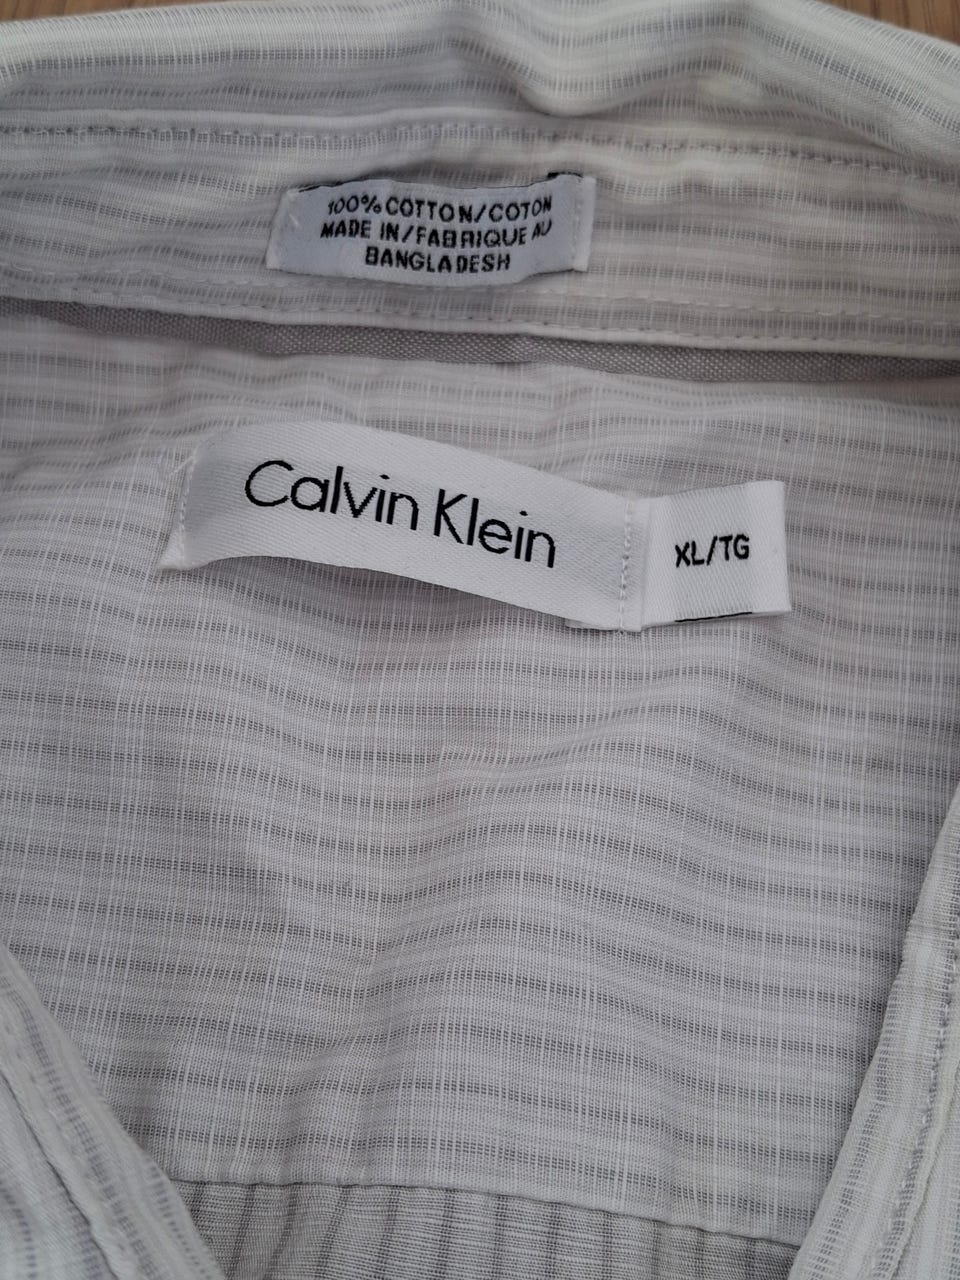 100% COTTON/COTON
MADE IN/FABRIQUE AU
BANGLADESH
Calvin Klein
XL/TG